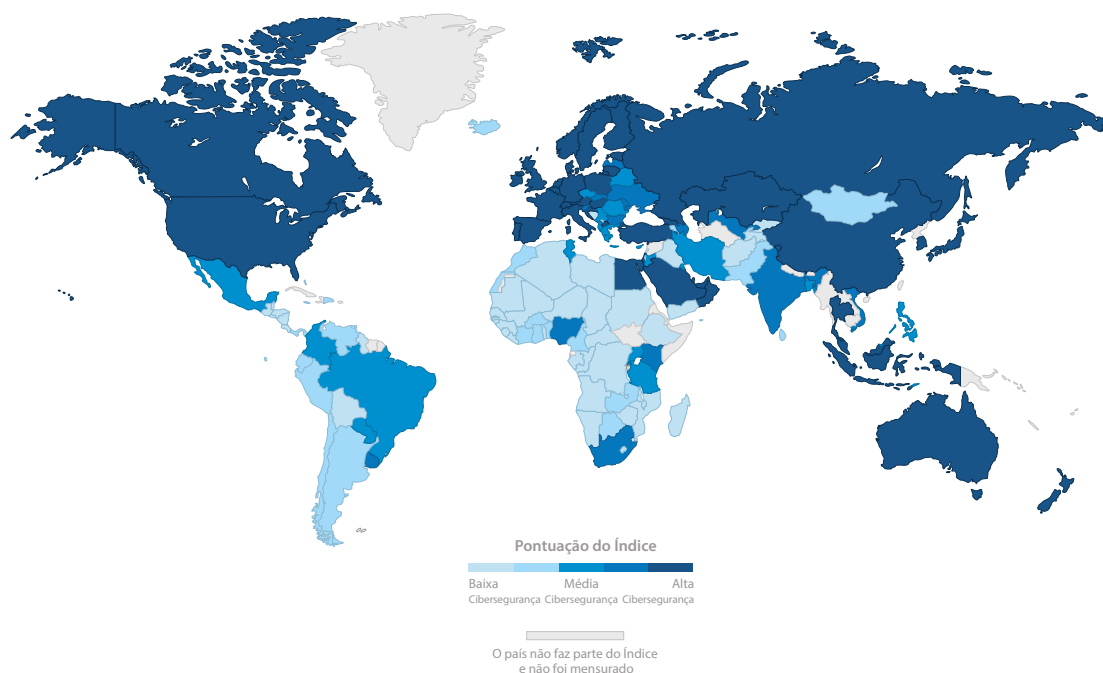 Pontuação do Índice
Baixa Média Alta
Cibersegurança Cibersegurança Cibersegurança
O país não faz parte do Índice
e não foi mensurado